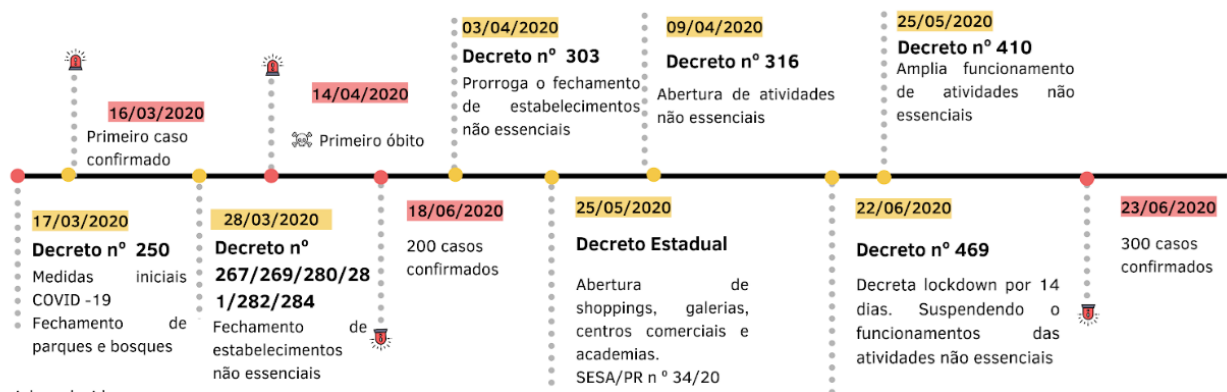 16/03/2020
Primeiro caso
confirmado
14/04/2020
Primeiro óbito
03/04/2020
Decreto nº 303
Prorroga o fechamento
de estabelecimentos
não essenciais
09/04/2020
Decreto nº 316
Abertura de atividades
não essenciais
25/05/2020
Decreto nº 410
Amplia funcionamento
de atividades não
essenciais
17/03/2020
Decreto nº 250
Medidas iniciais
COVID -19
Fechamento de
parques e bosques
28/03/2020
Decreto nº
267/269/280/28
1/282/284
Fechamento de
estabelecimentos
não essenciais
18/06/2020
200 casos
confirmados
25/05/2020
Decreto Estadual
Abertura de
shoppings, galerias,
centros comerciais e
academias.
SESA/PR n º 34/20
22/06/2020
Decreto nº 469
Decreta lockdown por 14
dias. Suspendendo o
funcionamentos das
atividades não essenciais
23/06/2020
300 casos
confirmados